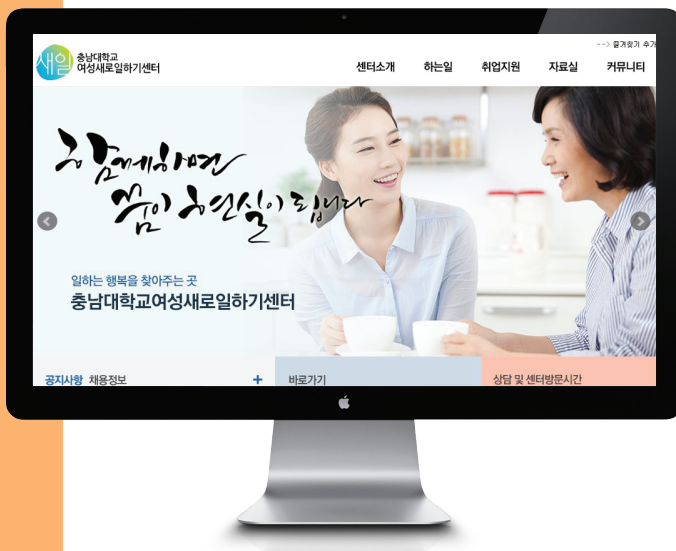 --> 즐겨찾기 추가
새일
충남대학교
여성새로일하기센터
센터소개 하는일 취업지원 자료실 커뮤니티
함께하면
꿈이 현실이 됩니다
일하는 행복을 찾아주는 곳
충남대학교여성새로일하기센터
공지사항 채용정보 +
바로가기
상담 및 센터방문시간